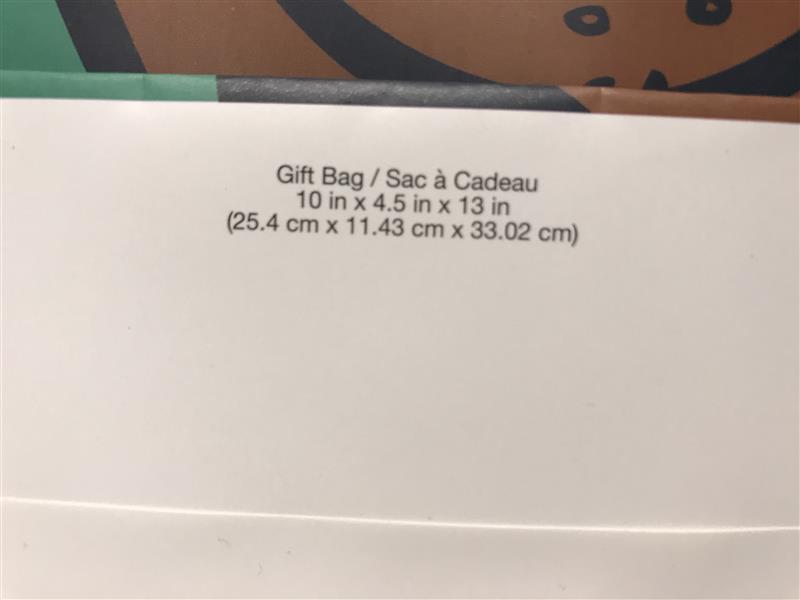 Gift Bag / Sac à Cadeau
10 in x 4.5 in x 13 in
(25.4 cm x 11.43 cm x 33.02 cm)